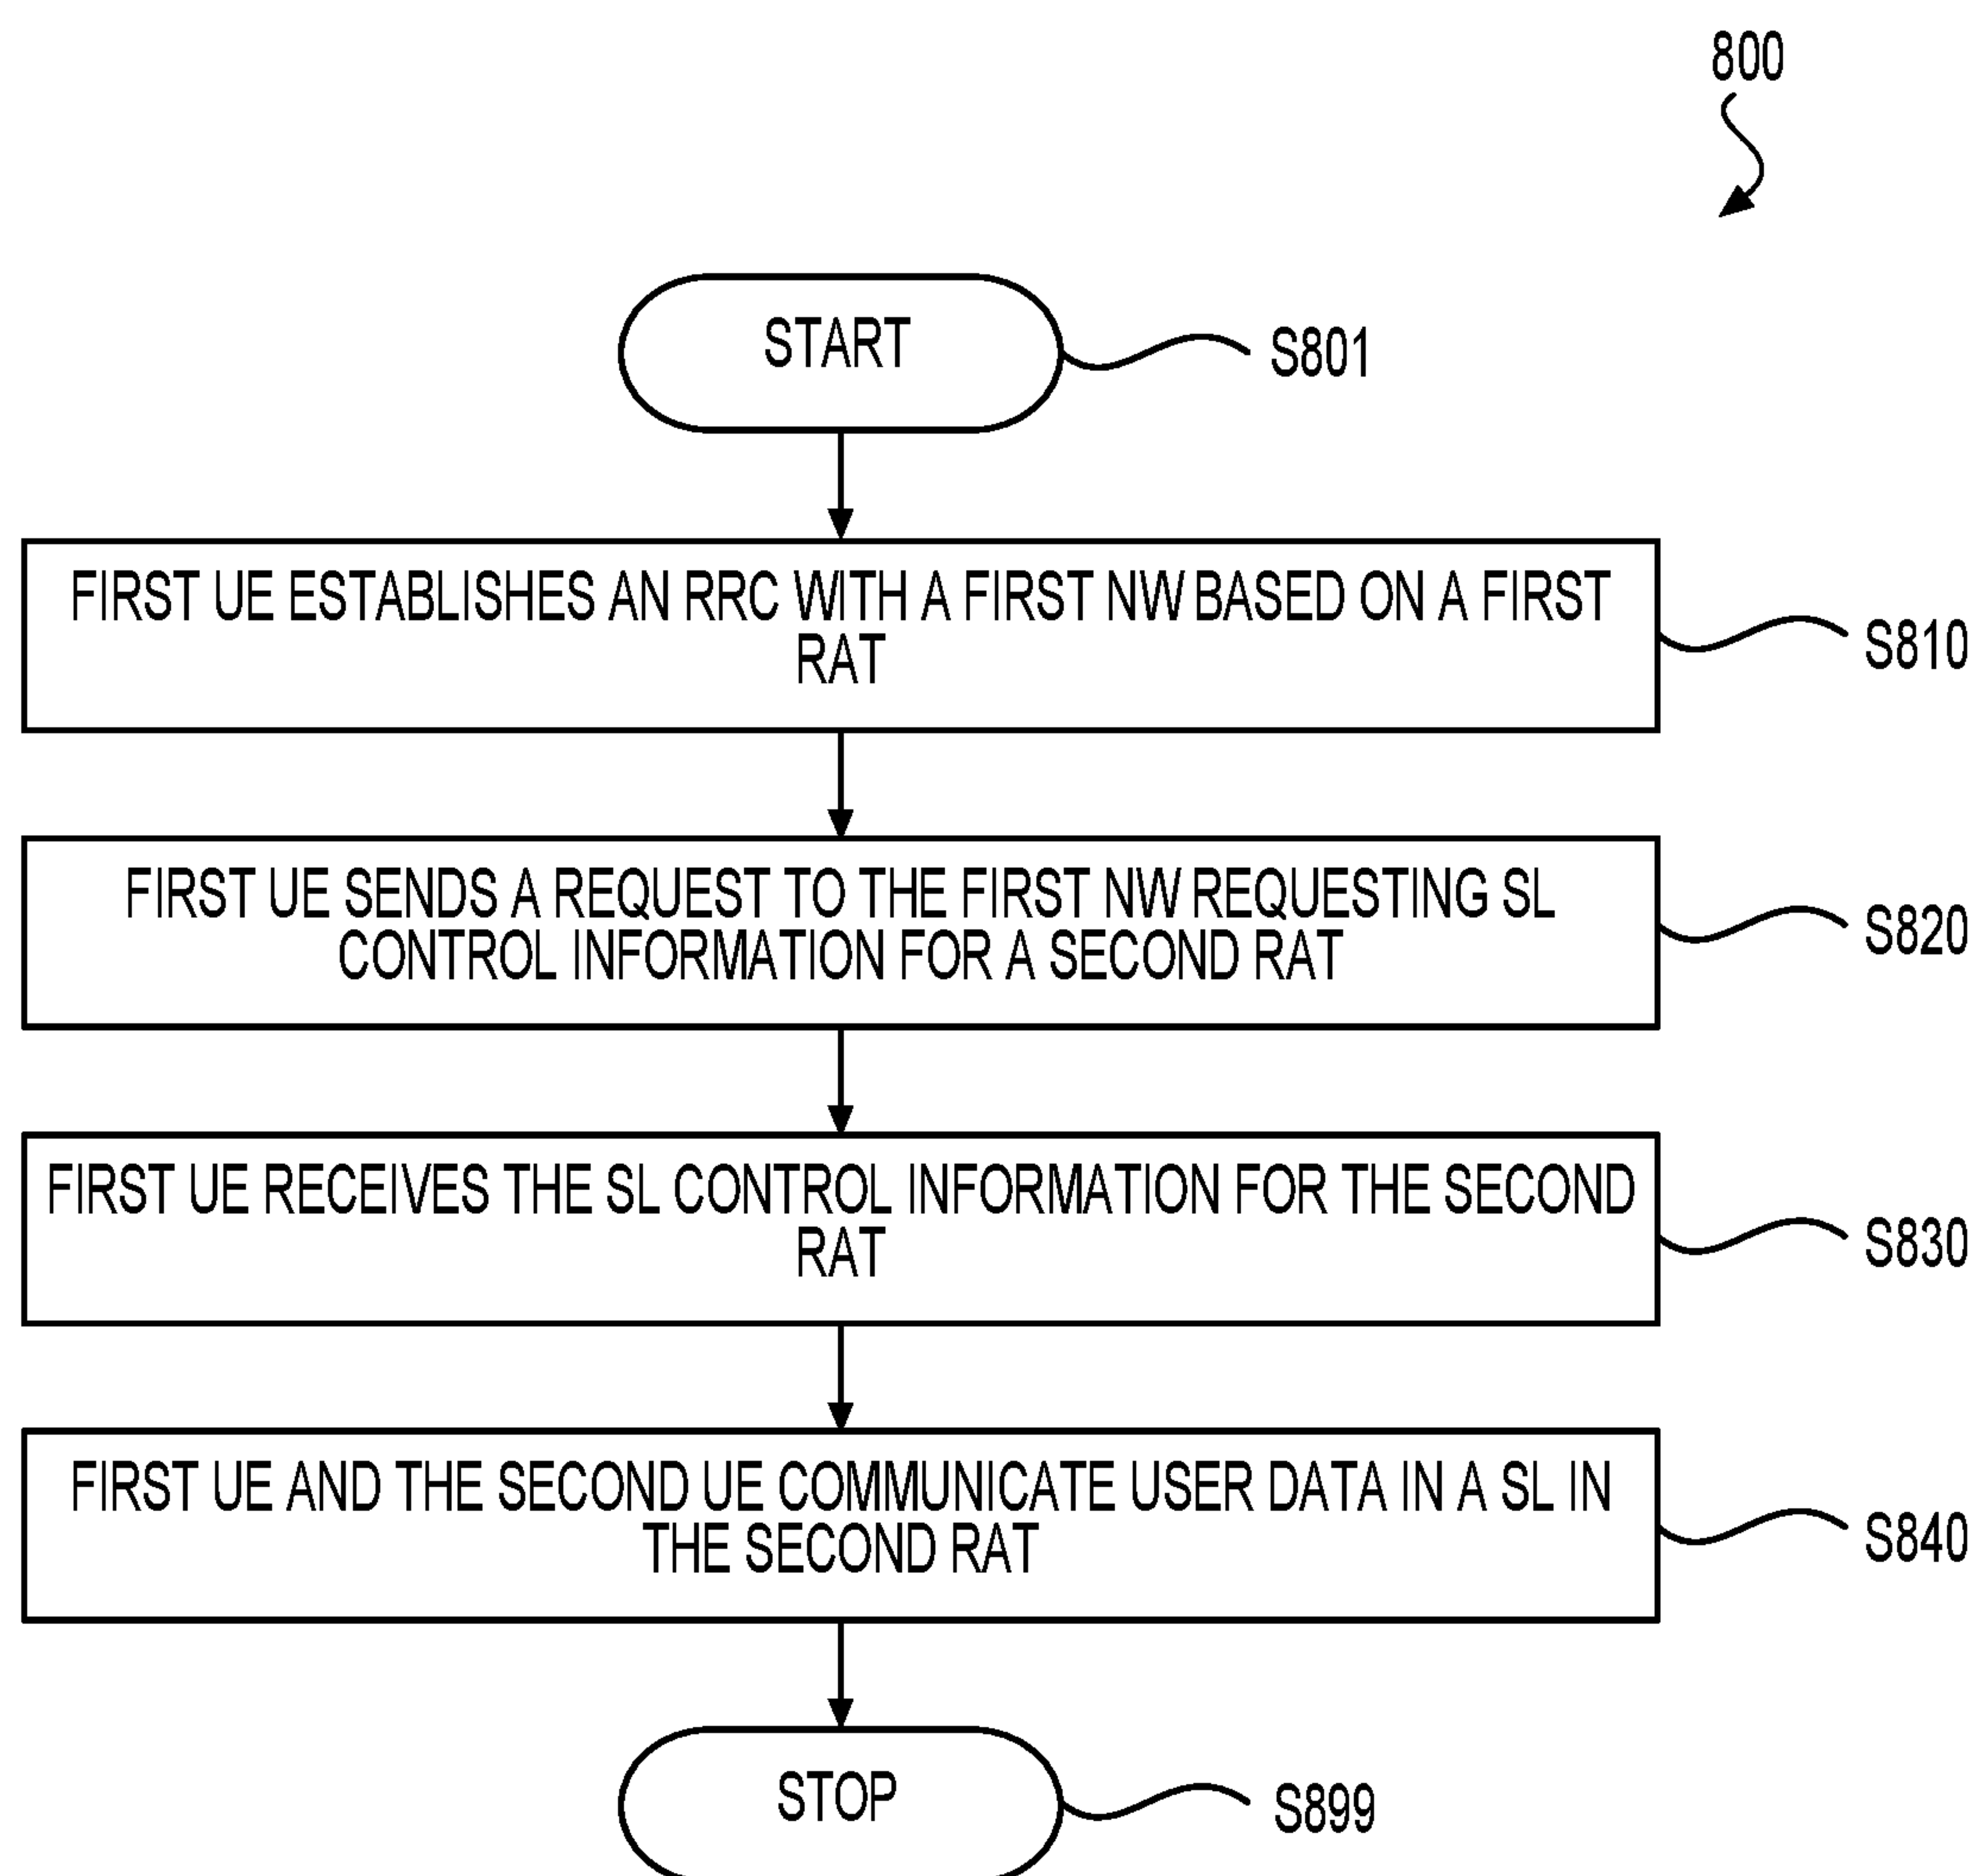 800
START
S801
FIRST UE ESTABLISHES AN RRC WITH A FIRST NW BASED ON A FIRST
RAT
S810
FIRST UE SENDS A REQUEST TO THE FIRST NW REQUESTING SL
CONTROL INFORMATION FOR A SECOND RAT
S820
FIRST UE RECEIVES THE SL CONTROL INFORMATION FOR THE SECOND
RAT
S830
FIRST UE AND THE SECOND UE COMMUNICATE USER DATA IN A SL IN
THE SECOND RAT
S840
STOP
S899